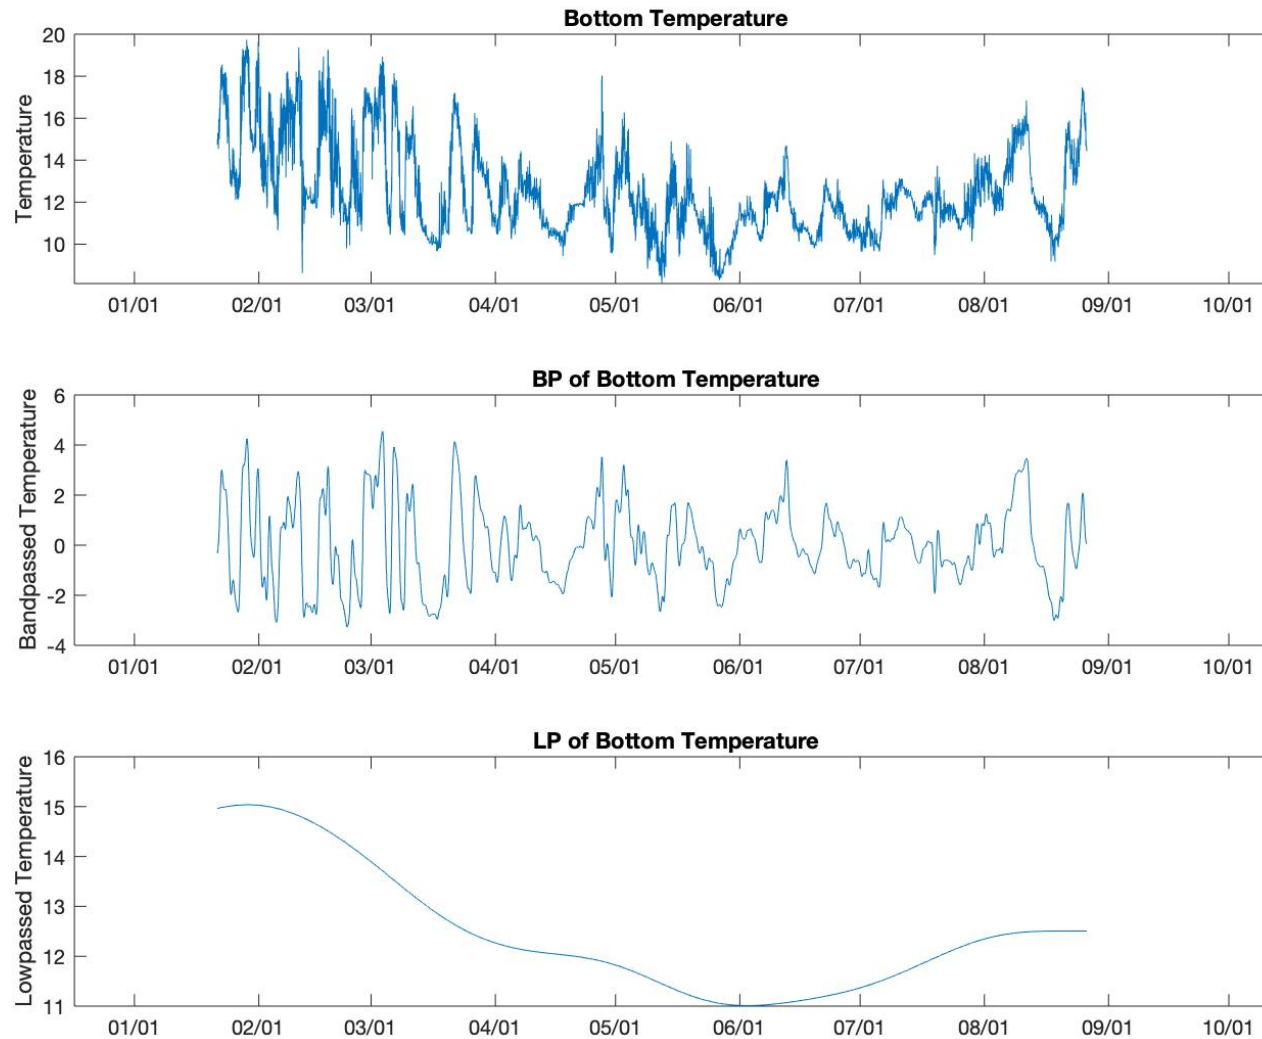 Bottom Temperature
20
18
16
14
12
10
Temperature
01/01 02/01 03/01 04/01 05/01 06/01 07/01 08/01 09/01 10/01
BP of Bottom Temperature
6
4
2
0
-2
-4
Bandpassed Temperature
01/01 02/01 03/01 04/01 05/01 06/01 07/01 08/01 09/01 10/01
LP of Bottom Temperature
16
15
14
13
12
11
Lowpassed Temperature
01/01 02/01 03/01 04/01 05/01 06/01 07/01 08/01 09/01 10/01